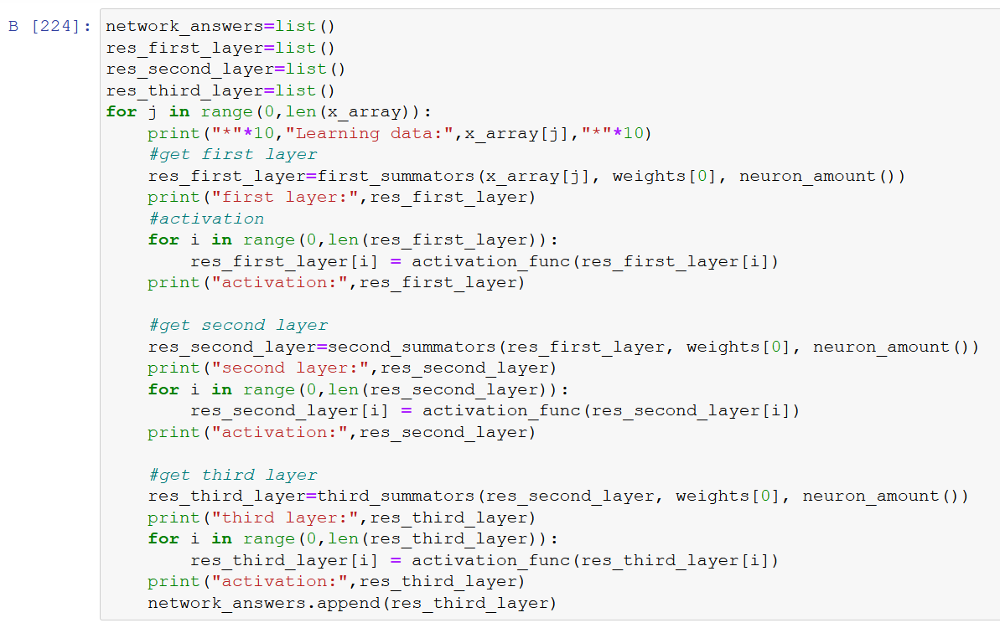 В [224]: network_answers=list()
res_first_layer=list()
res_second_layer=list()
res_third_layer=list()
for j in range(0,len(x_array)):
    print("*"*10,"Learning data:",x_array[j],"*"*10)
    #get first layer
    res_first_layer=first_summators(x_array[j], weights[0], neuron_amount())
    print("first layer:",res_first_layer)
    #activation
    for i in range(0,len(res_first_layer)):
        res_first_layer[i] = activation_func(res_first_layer[i])
    print("activation:",res_first_layer)

    #get second layer
    res_second_layer=second_summators(res_first_layer, weights[0], neuron_amount())
    print("second layer:",res_second_layer)
    for i in range(0,len(res_second_layer)):
        res_second_layer[i] = activation_func(res_second_layer[i])
    print("activation:",res_second_layer)

    #get third layer
    res_third_layer=third_summators(res_second_layer, weights[0], neuron_amount())
    print("third layer:",res_third_layer)
    for i in range(0,len(res_third_layer)):
        res_third_layer[i] = activation_func(res_third_layer[i])
    print("activation:",res_third_layer)
    network_answers.append(res_third_layer)